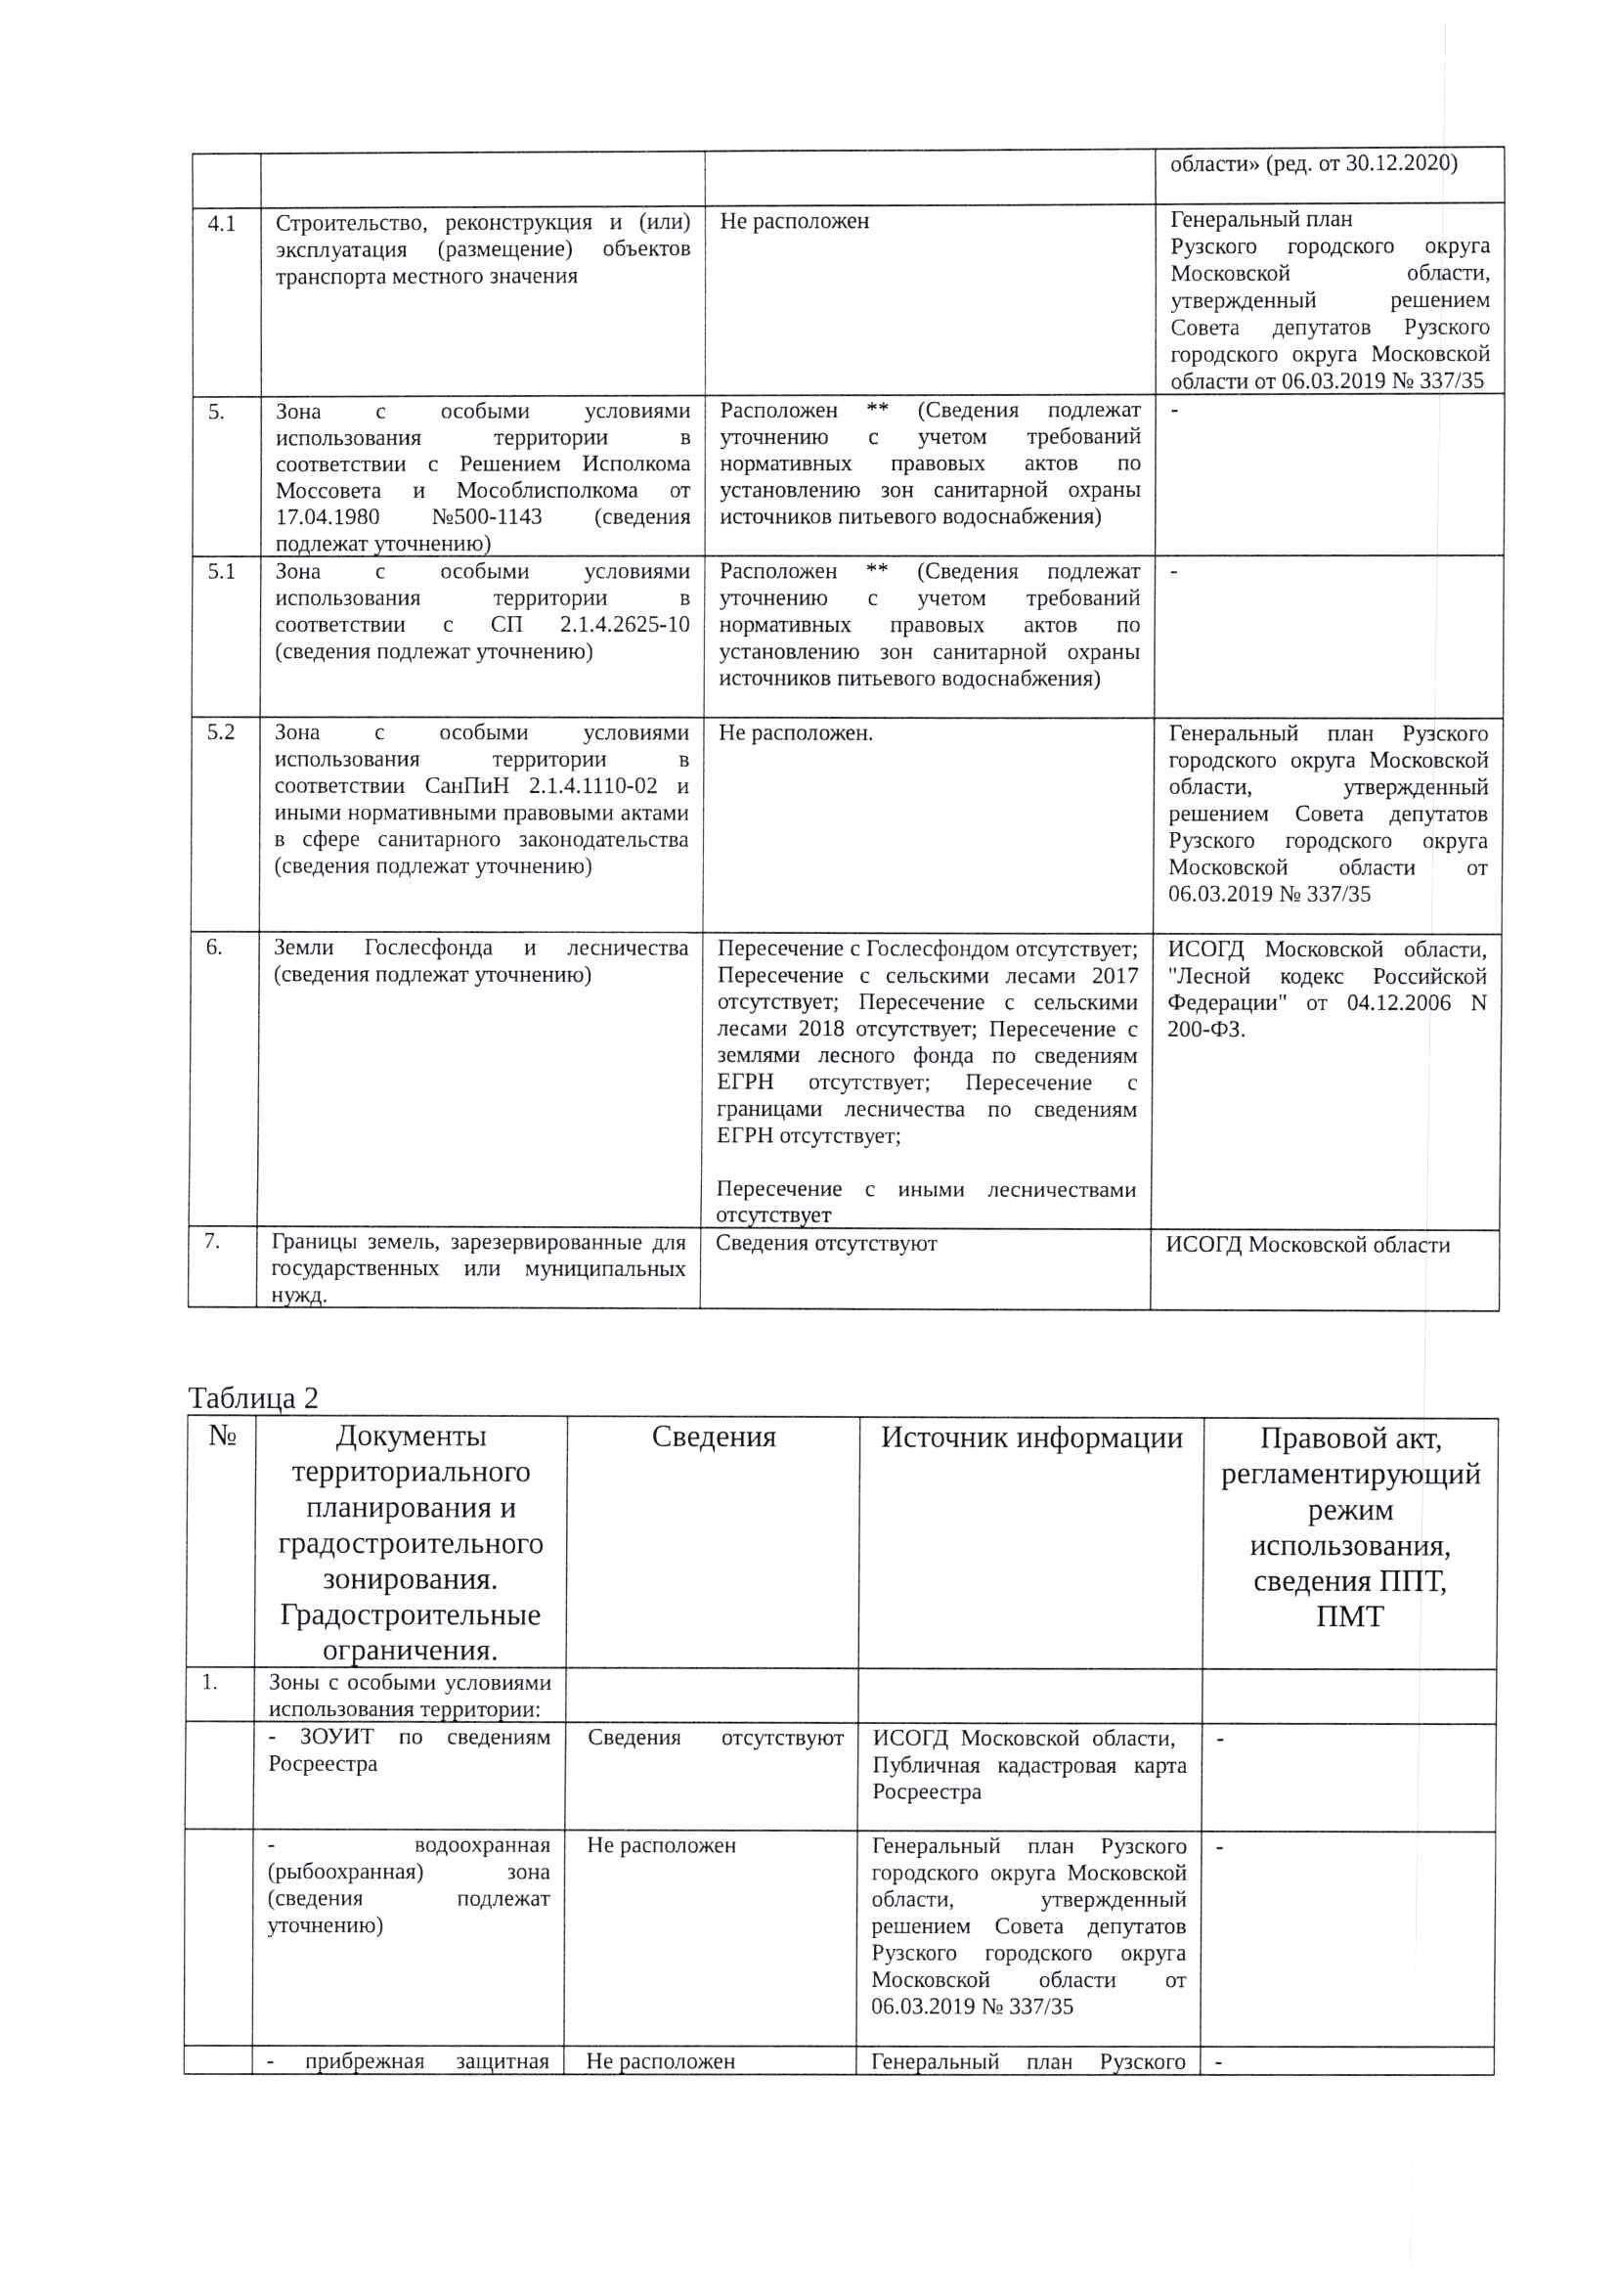 области» (ред. от 30.12.2020)
4.1
Строительство, реконструкция и (или)
эксплуатация (размещение) объектов
транспорта местного значения
Не расположен
Генеральный план
Рузского городского округа
Московской области,
утвержденный решением
Совета депутатов Рузского
городского округа Московской
области от 06.03.2019 № 337/35
5.
Зона с особыми условиями
использования территории в
соответствии с Решением Исполкома
Моссовета и Мособлисполкома от
17.04.1980 №500-1143 (сведения
подлежат уточнению)
Расположен ** (Сведения подлежат
уточнению с учетом требований
нормативных правовых актов по
установлению зон санитарной охраны
источников питьевого водоснабжения)
-
5.1
Зона с особыми условиями
использования территории в
соответствии с СП 2.1.4.2625-10
(сведения подлежат уточнению)
Расположен ** (Сведения подлежат
уточнению с учетом требований
нормативных правовых актов по
установлению зон санитарной охраны
источников питьевого водоснабжения)
-
5.2
Зона с особыми условиями
использования территории в
соответствии СанПиН 2.1.4.1110-02 и
иными нормативными правовыми актами
в сфере санитарного законодательства
(сведения подлежат уточнению)
Не расположен.
Генеральный план Рузского
городского округа Московской
области, утвержденный
решением Совета депутатов
Рузского городского округа
Московской области от
06.03.2019 № 337/35
6.
Земли Гослесфонда и лесничества
(сведения подлежат уточнению)
Пересечение с Гослесфондом отсутствует;
Пересечение с сельскими лесами 2017
отсутствует; Пересечение с сельскими
лесами 2018 отсутствует; Пересечение с
землями лесного фонда по сведениям
ЕГРН отсутствует; Пересечение с
границами лесничества по сведениям
ЕГРН отсутствует;
Пересечение с иными лесничествами
отсутствует
ИСОГД Московской области,
"Лесной кодекс Российской
Федерации" от 04.12.2006 N
200-ФЗ.
7.
Границы земель, зарезервированные для
государственных или муниципальных
нужд.
Сведения отсутствуют
ИСОГД Московской области
Таблица 2
№
Документы
территориального
планирования и
градостроительного
зонирования.
Градостроительные
ограничения.
Сведения
Источник информации
Правовой акт,
регламентирующий
режим
использования,
сведения ППТ,
ПМТ
1.
Зоны с особыми условиями
использования территории:
- ЗОУИТ по сведениям
Росреестра
Сведения отсутствуют
ИСОГД Московской области,
Публичная кадастровая карта
Росреестра
-
- водоохранная
(рыбоохранная) зона
(сведения подлежат
уточнению)
Не расположен
Генеральный план Рузского
городского округа Московской
области, утвержденный
решением Совета депутатов
Рузского городского округа
Московской области от
06.03.2019 № 337/35
-
- прибрежная защитная
Не расположен
Генеральный план Рузского
-